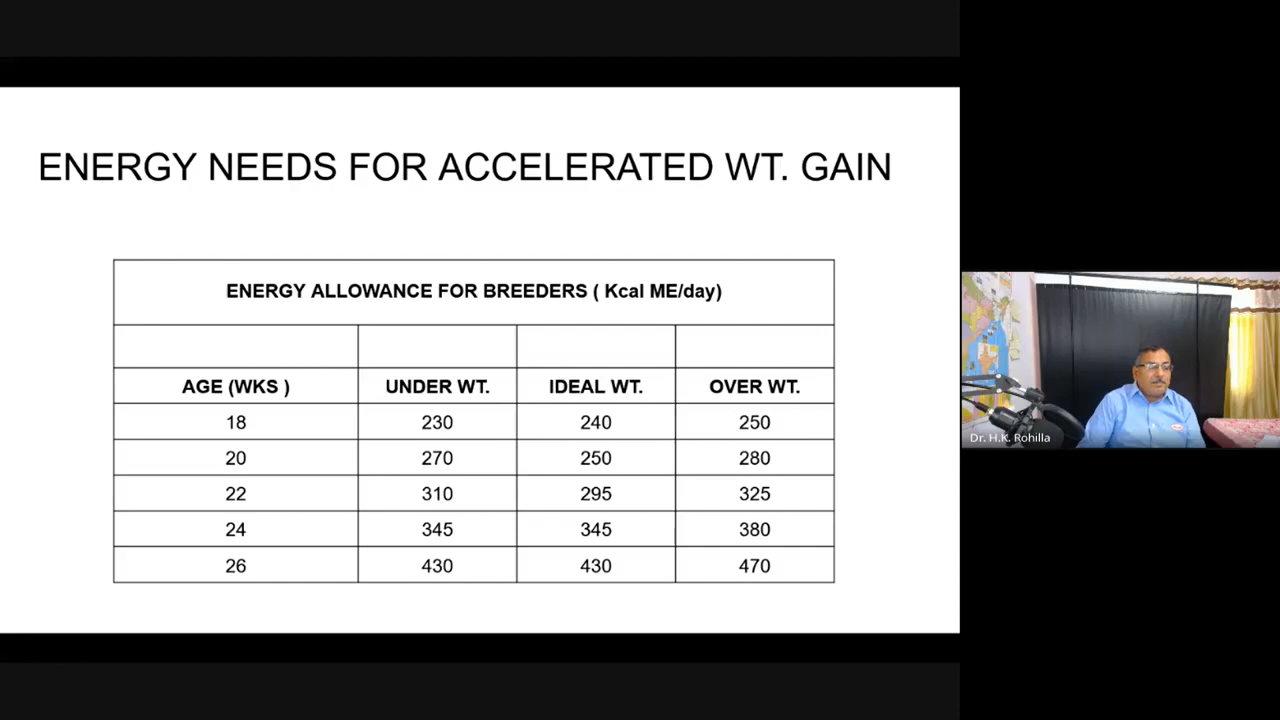 ENERGY NEEDS FOR ACCELERATED WT. GAIN
ENERGY ALLOWANCE FOR BREEDERS ( Kcal ME/day)
AGE (WKS ) UNDER WT. IDEAL WT. OVER WT.
18 230 240 250
20 270 250 280
22 310 295 325
24 345 345 380
26 430 430 470
Dr. H.K. Rohilla